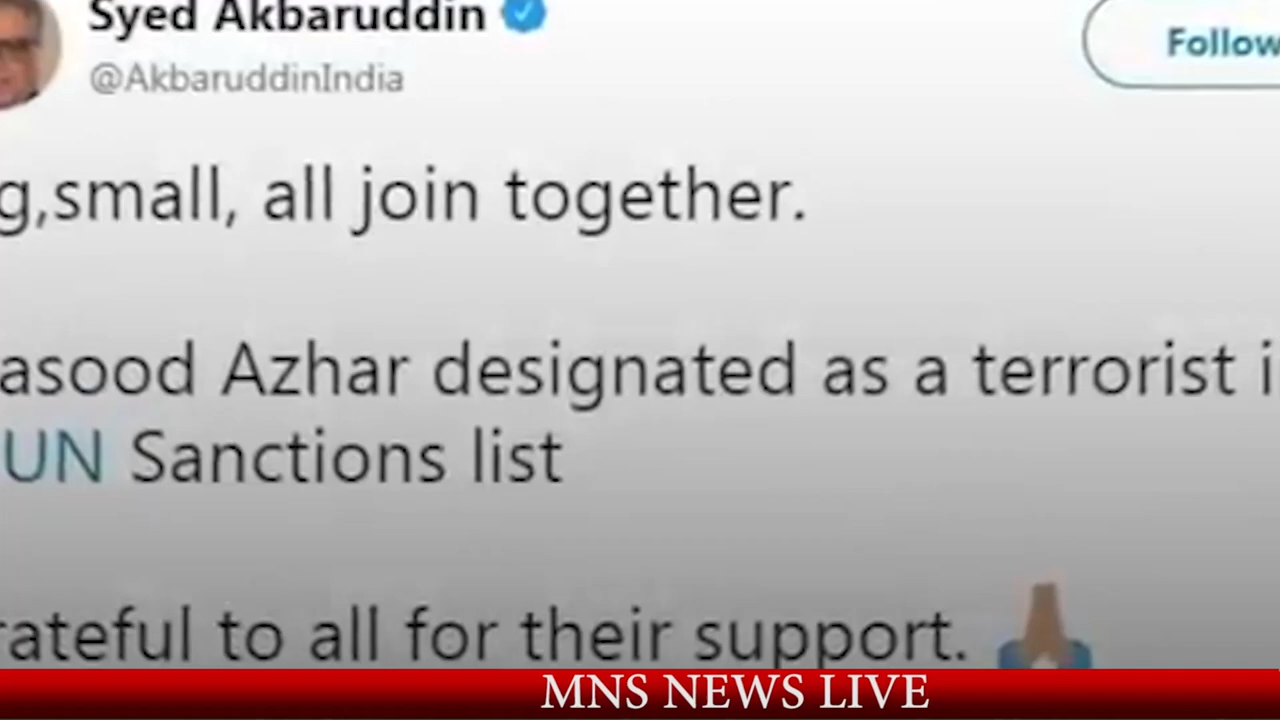 Syed Akbaruddin
Follow
@AkbaruddinIndia
g,small, all join together.
asood Azhar designated as a terrorist i
UN Sanctions list
rateful to all for their support.
MNS NEWS LIVE